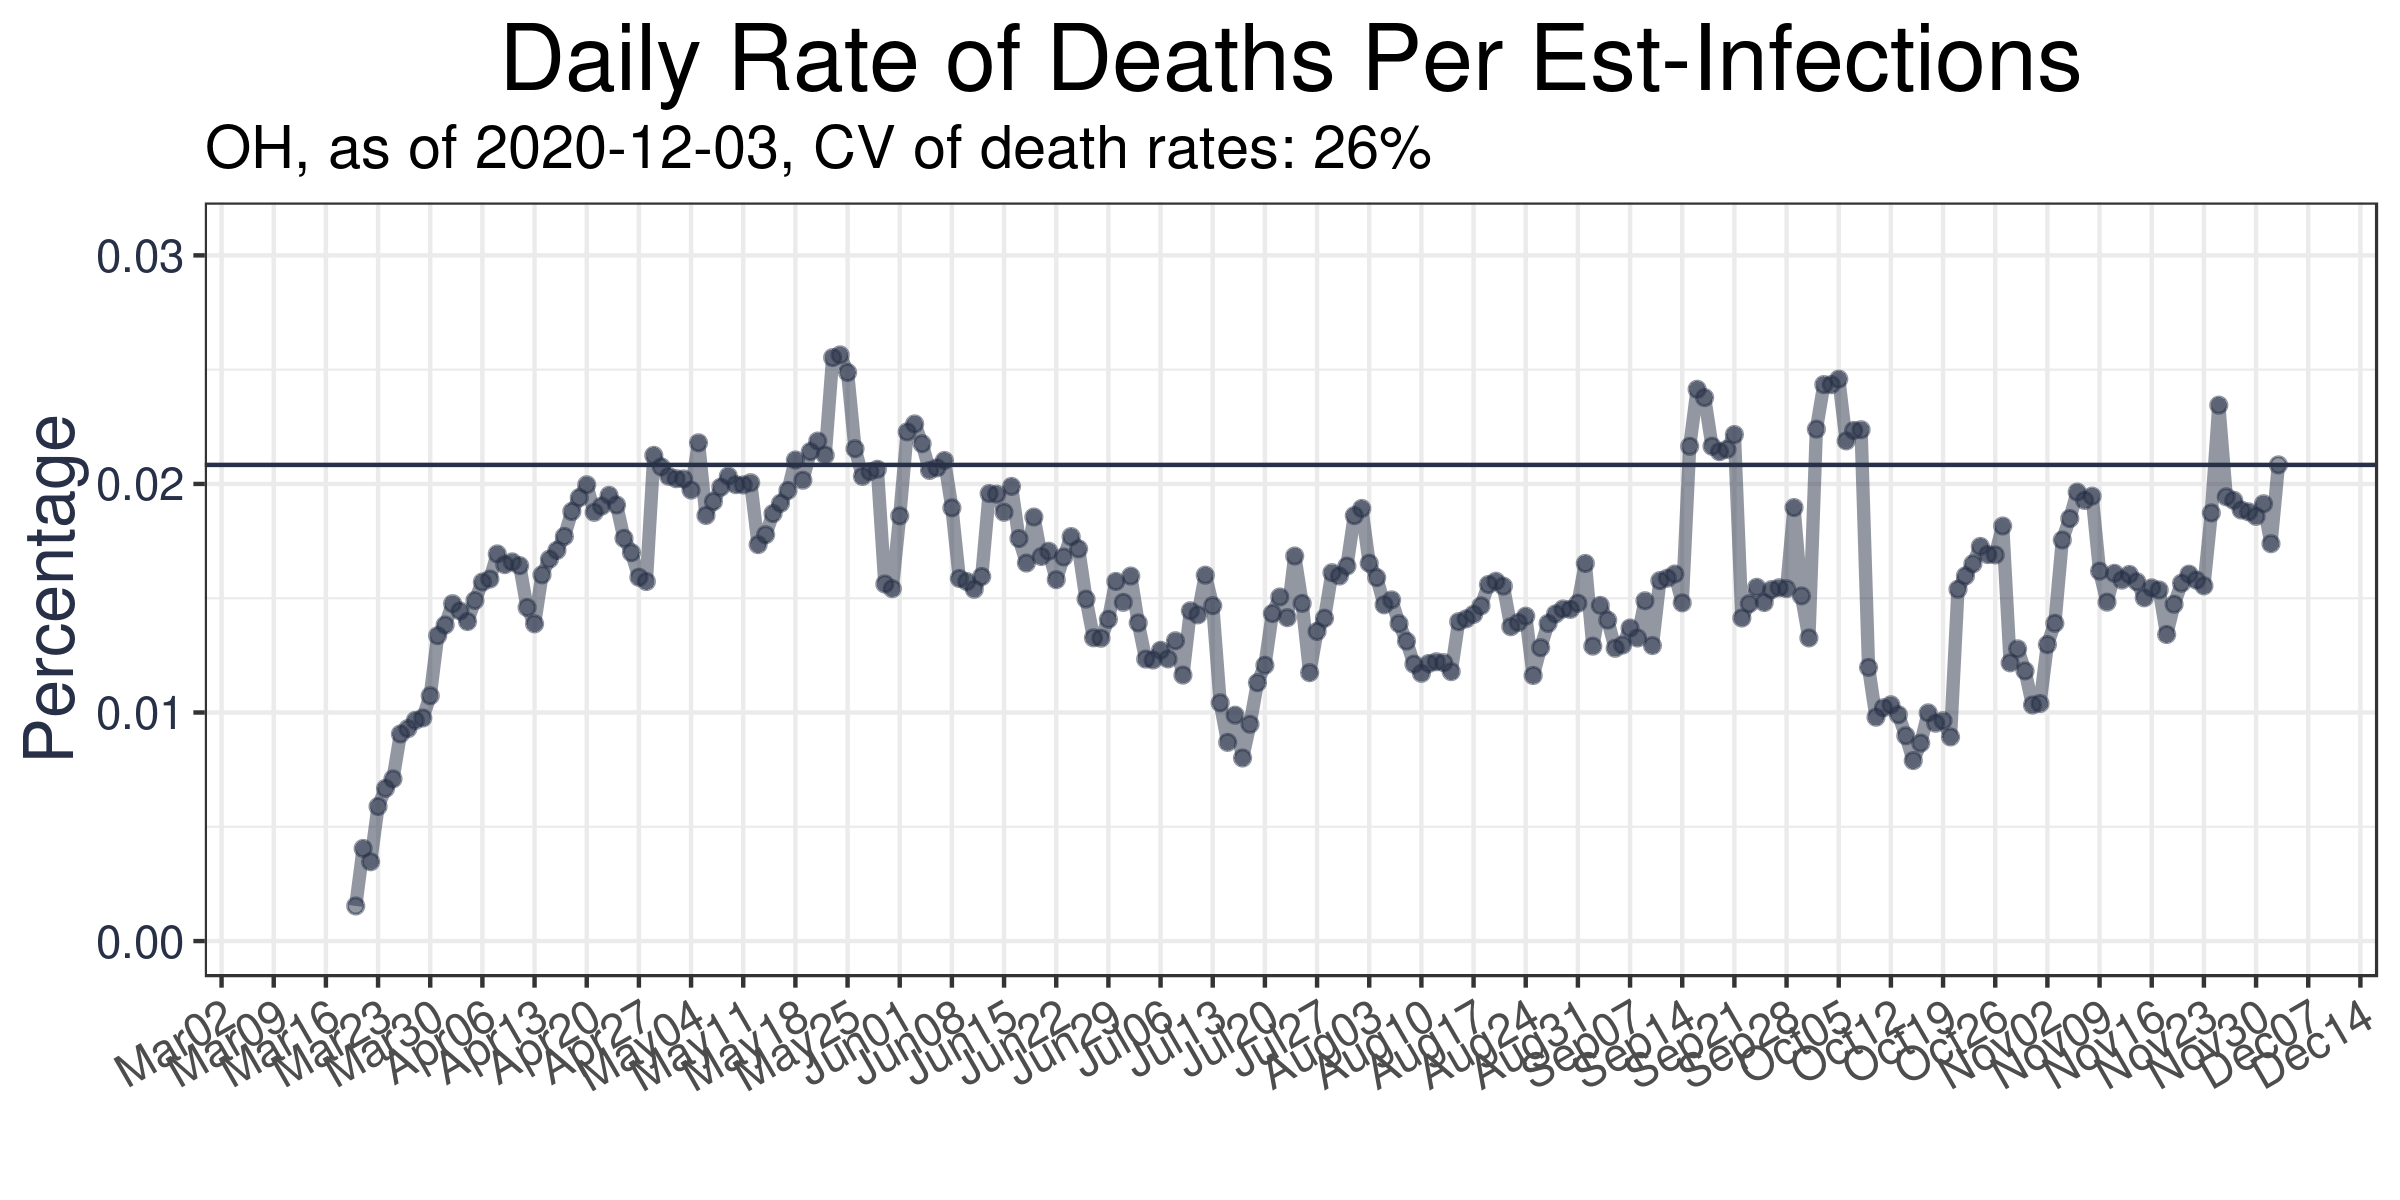 Daily Rate of Deaths Per Est-Infections
OH, as of 2020-12-03, CV of death rates: 26%
Percentage
0.03
0.02
0.01
0.00
Mar02
Mar09
Mar16
Mar23
Mar30
Apr06
Apr13
Apr20
Apr27
May04
May11
May18
May25
Jun01
Jun08
Jun15
Jun22
Jun29
Jul06
Jul13
Jul20
Jul27
Aug03
Aug10
Aug17
Aug24
Aug31
Sep07
Sep14
Sep21
Sep28
Oct05
Oct12
Oct19
Oct26
Nov02
Nov09
Nov16
Nov23
Nov30
Dec07
Dec14